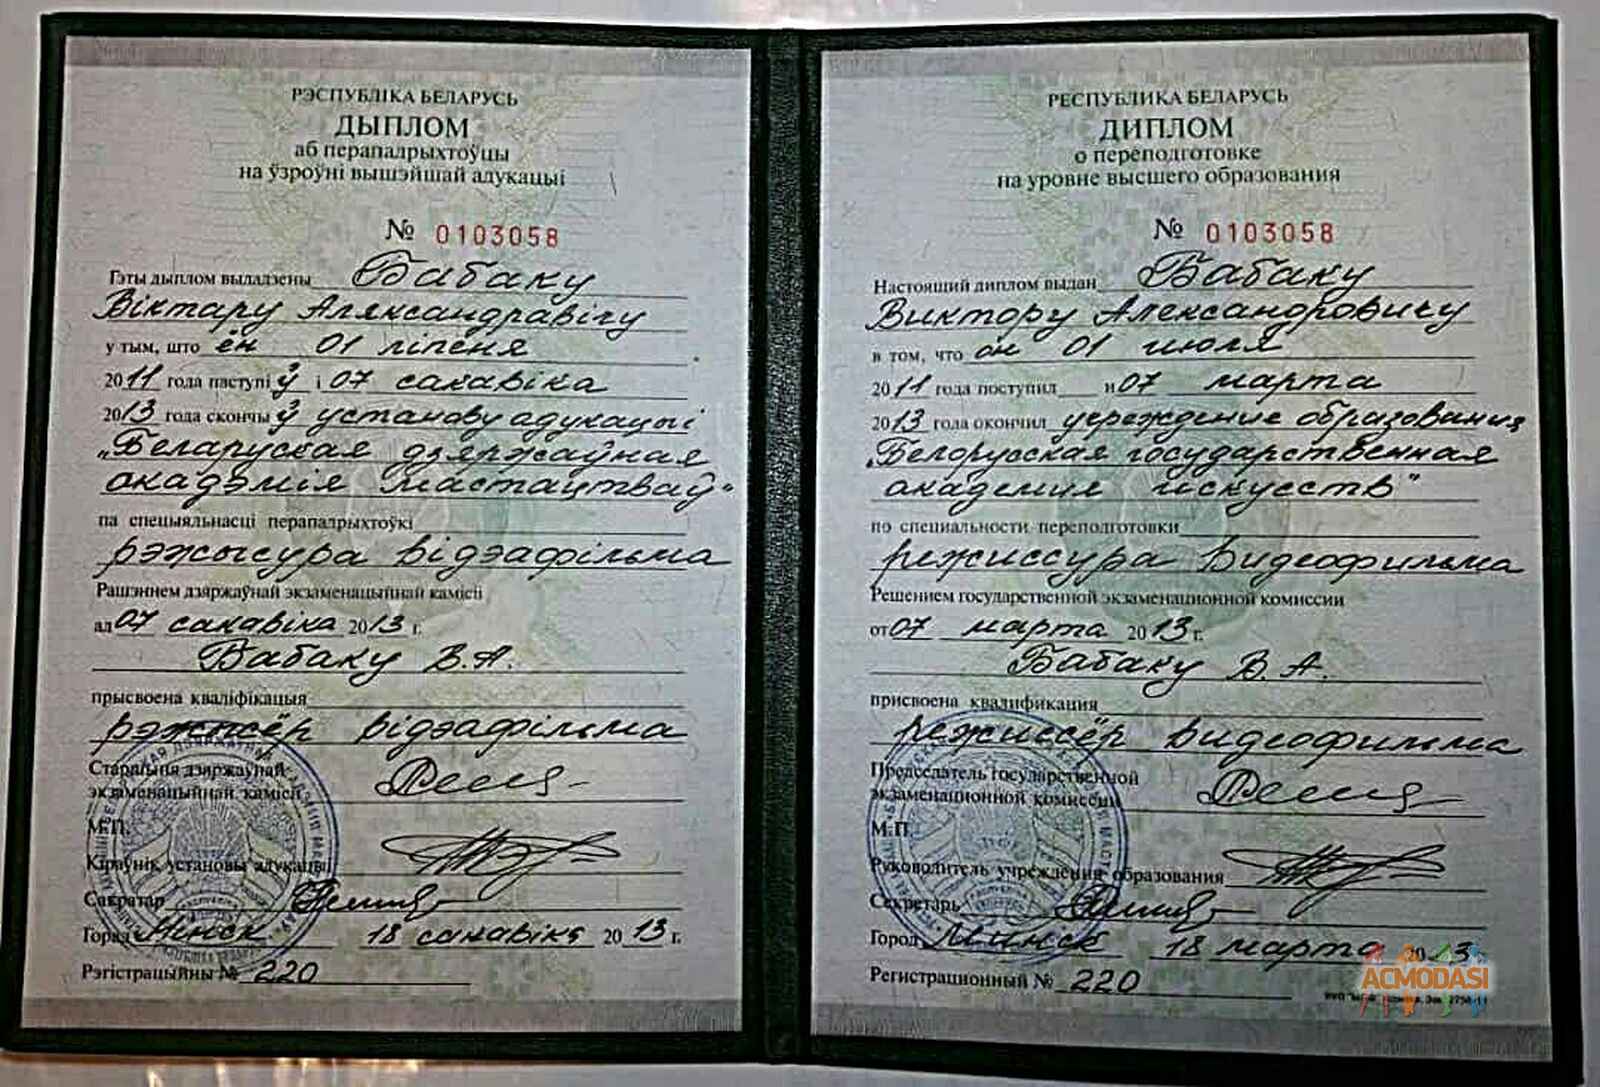 РЭСПУБЛІКА БЕЛАРУСЬ
ДЫПЛОМ
аб перападрыхтоўцы
на ўзроўні вышэйшай адукацыі
№ 0103058
Гэты дыплом выдадзены Бабаку
Віктару Аляксандравічу
у тым, што ён 01 ліпеня
2011 года паступіў і 07 сакавіка
2013 года скончыў установу адукацыі
„Беларуская дзяржаўная
акадэмія мастацтваў"
па спецыяльнасці перападрыхтоўкі
рэжысура відэафільма
Рашэннем дзяржаўнай экзаменацыйнай камісіі
ад 07 сакавіка 2013 г.
Бабаку В.А.
прысвоена кваліфікацыя
рэжысёр відэафільма
Старшыня дзяржаўнай
экзаменацыйнай камісіі
М.П.
Кіраўнік установы адукацыі
Сакратар
Горад Мінск 18 сакавіка 2013 г.
Рэгістрацыйны № 220
РЕСПУБЛИКА БЕЛАРУСЬ
ДИПЛОМ
о переподготовке
на уровне высшего образования
№ 0103058
Настоящий диплом выдан Бабаку
Виктору Александровичу
в том, что он 01 июля
2011 года поступил и 07 марта
2013 года окончил учреждение образования
„Белорусская государственная
академия искусств"
по специальности переподготовки
режиссура видеофильма
Решением государственной экзаменационной комиссии
от 07 марта 2013 г.
Бабаку В.А.
присвоена квалификация
режиссёр видеофильма
Председатель государственной
экзаменационной комиссии
М.П.
Руководитель учреждения образования
Секретарь
Город Минск 18 марта 2013
Регистрационный № 220
ACMODASI